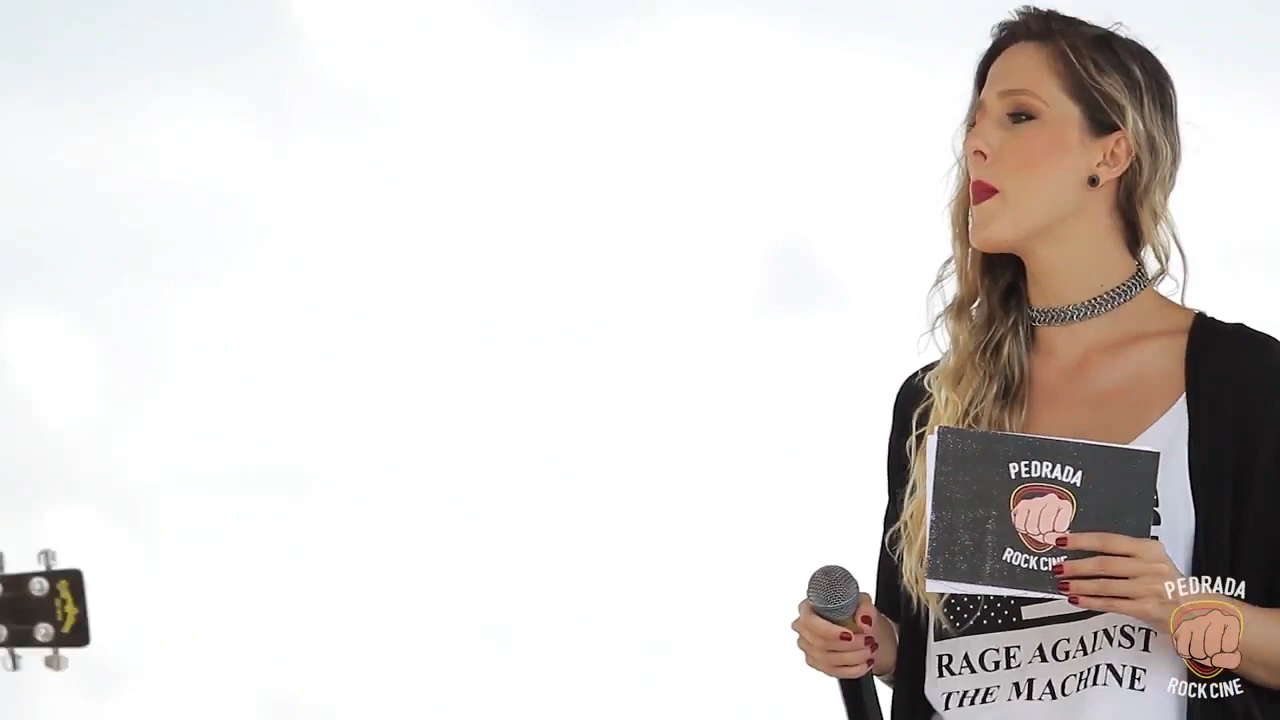 PEDRADA
ROCK CINE
RAGE AGAINST
THE MACHINE
PEDRADA
ROCK CINE